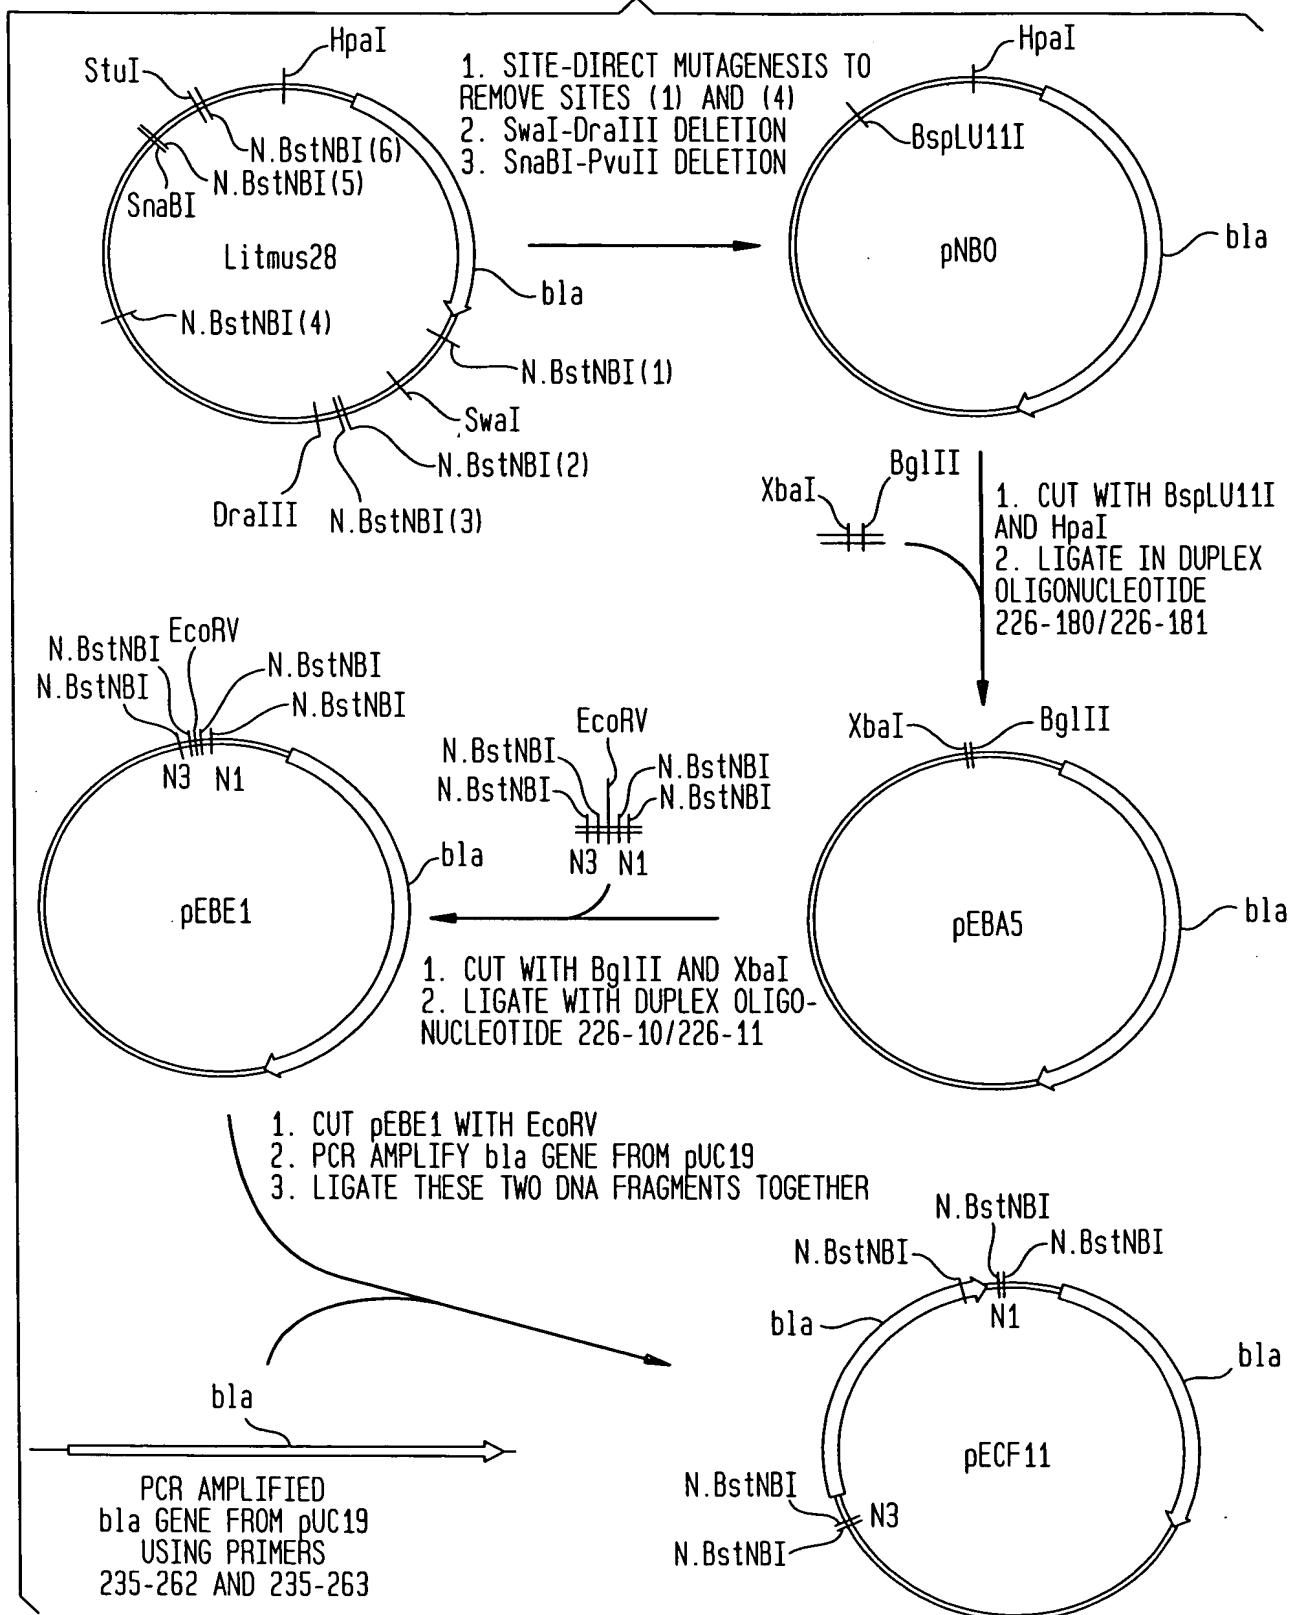 HpaI
StuI
N.BstNBI(6)
N.BstNBI(5)
SnaBI
Litmus28
bla
N.BstNBI(4)
N.BstNBI(1)
SwaI
N.BstNBI(2)
DraIII
N.BstNBI(3)
1. SITE-DIRECT MUTAGENESIS TO
REMOVE SITES (1) AND (4)
2. SwaI-DraIII DELETION
3. SnaBI-PvuII DELETION
HpaI
BspLU11I
pNB0
bla
XbaI
BglII
1. CUT WITH BspLU11I
AND HpaI
2. LIGATE IN DUPLEX
OLIGONUCLEOTIDE
226-180/226-181
XbaI
BglII
pEBA5
bla
EcoRV
N.BstNBI
N.BstNBI
N.BstNBI
N.BstNBI
N3
N1
1. CUT WITH BglII AND XbaI
2. LIGATE WITH DUPLEX OLIGO-
NUCLEOTIDE 226-10/226-11
EcoRV
N.BstNBI
N.BstNBI
N.BstNBI
N.BstNBI
N3
N1
bla
pEBE1
1. CUT pEBE1 WITH EcoRV
2. PCR AMPLIFY bla GENE FROM pUC19
3. LIGATE THESE TWO DNA FRAGMENTS TOGETHER
bla
PCR AMPLIFIED
bla GENE FROM pUC19
USING PRIMERS
235-262 AND 235-263
N.BstNBI
N.BstNBI
N.BstNBI
N1
bla
bla
pECF11
N.BstNBI
N3
N.BstNBI